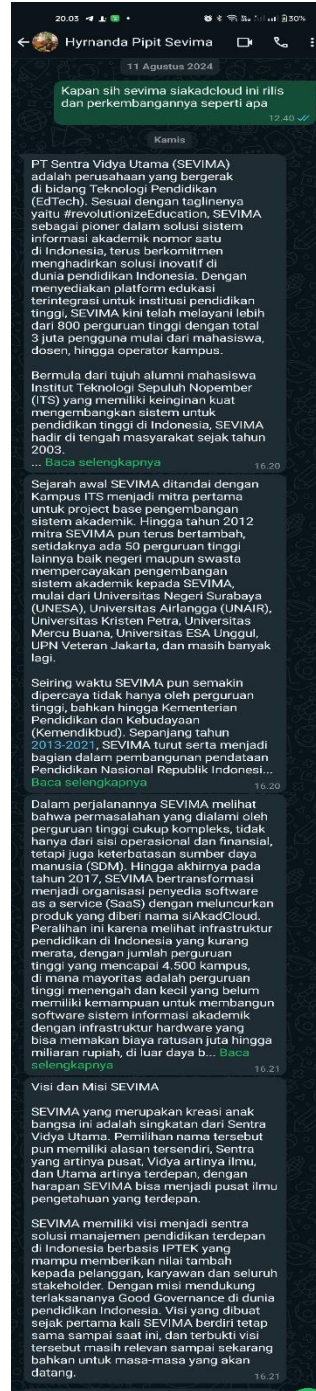 20.03
30%
Hyrnanda Pipit Sevima
11 Agustus 2024
Kapan sih sevima siakadcloud ini rilis
dan perkembangannya seperti apa
12.40
Kamis
PT Sentra Vidya Utama (SEVIMA)
adalah perusahaan yang bergerak
di bidang Teknologi Pendidikan
(EdTech). Sesuai dengan taglinenya
yaitu #revolutionizeEducation, SEVIMA
sebagai pioner dalam solusi sistem
informasi akademik nomor satu
di Indonesia, terus berkomitmen
menghadirkan solusi inovatif di
dunia pendidikan Indonesia. Dengan
menyediakan platform edukasi
terintegrasi untuk institusi pendidikan
tinggi, SEVIMA kini telah melayani lebih
dari 800 perguruan tinggi dengan total
3 juta pengguna mulai dari mahasiswa,
dosen, hingga operator kampus.
Bermula dari tujuh alumni mahasiswa
Institut Teknologi Sepuluh Nopember
(ITS) yang memiliki keinginan kuat
mengembangkan sistem untuk
pendidikan tinggi di Indonesia, SEVIMA
hadir di tengah masyarakat sejak tahun
2003.
... Baca selengkapnya
16.20
Sejarah awal SEVIMA ditandai dengan
Kampus ITS menjadi mitra pertama
untuk project base pengembangan
sistem akademik. Hingga tahun 2012
mitra SEVIMA pun terus bertambah,
setidaknya ada 50 perguruan tinggi
lainnya baik negeri maupun swasta
mempercayakan pengembangan
sistem akademik kepada SEVIMA,
mulai dari Universitas Negeri Surabaya
(UNESA), Universitas Airlangga (UNAIR),
Universitas Kristen Petra, Universitas
Mercu Buana, Universitas ESA Unggul,
UPN Veteran Jakarta, dan masih banyak
lagi.
Seiring waktu SEVIMA pun semakin
dipercaya tidak hanya oleh perguruan
tinggi, bahkan hingga Kementerian
Pendidikan dan Kebudayaan
(Kemendikbud). Sepanjang tahun
2013-2021, SEVIMA turut serta menjadi
bagian dalam pembangunan pendataan
Pendidikan Nasional Republik Indonesi...
Baca selengkapnya
16.20
Dalam perjalanannya SEVIMA melihat
bahwa permasalahan yang dialami oleh
perguruan tinggi cukup kompleks, tidak
hanya dari sisi operasional dan finansial,
tetapi juga keterbatasan sumber daya
manusia (SDM). Hingga akhirnya pada
tahun 2017, SEVIMA bertransformasi
menjadi organisasi penyedia software
as a service (SaaS) dengan meluncurkan
produk yang diberi nama siAkadCloud.
Peralihan ini karena melihat infrastruktur
pendidikan di Indonesia yang kurang
merata, dengan jumlah perguruan
tinggi yang mencapai 4.500 kampus,
di mana mayoritas adalah perguruan
tinggi menengah dan kecil yang belum
memiliki kemampuan untuk membangun
software sistem informasi akademik
dengan infrastruktur hardware yang
bisa memakan biaya ratusan juta hingga
miliaran rupiah, di luar daya b... Baca
selengkapnya
16.21
Visi dan Misi SEVIMA
SEVIMA yang merupakan kreasi anak
bangsa ini adalah singkatan dari Sentra
Vidya Utama. Pemilihan nama tersebut
pun memiliki alasan tersendiri, Sentra
yang artinya pusat, Vidya artinya ilmu,
dan Utama artinya terdepan, dengan
harapan SEVIMA bisa menjadi pusat ilmu
pengetahuan yang terdepan.
SEVIMA memiliki visi menjadi sentra
solusi manajemen pendidikan terdepan
di Indonesia berbasis IPTEK yang
mampu memberikan nilai tambah
kepada pelanggan, karyawan dan seluruh
stakeholder. Dengan misi mendukung
terlaksananya Good Governance di dunia
pendidikan Indonesia. Visi yang dibuat
sejak pertama kali SEVIMA berdiri tetap
sama sampai saat ini, dan terbukti visi
tersebut masih relevan sampai sekarang
bahkan untuk masa-masa yang akan
datang.
16.21